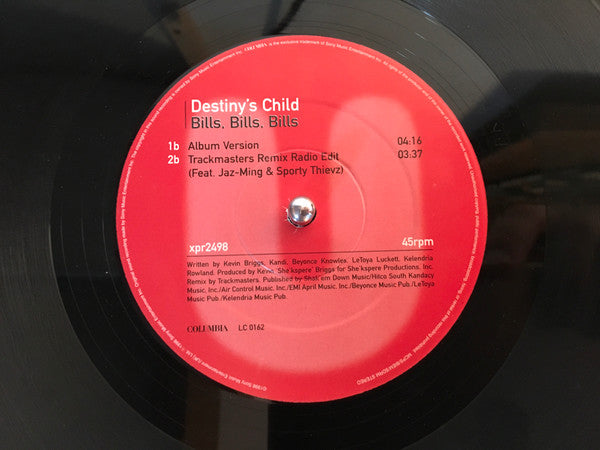 Destiny's Child
Bills, Bills, Bills
1b Album Version 04:16
2b Trackmasters Remix Radio Edit 03:37
(Feat. Jaz-Ming & Sporty Thievz)
xpr2498 45rpm
Written by Kevin Briggs, Kandi, Beyonce Knowles, LeToya Luckett, Kelendria
Rowland. Produced by Kevin 'She'kspere' Briggs for She'kspere Productions, Inc.
Remix by Trackmasters. Published by Shak'em Down Music/Hitco South Kandacy
Music, Inc./Air Control Music, Inc./EMI April Music, Inc./Beyonce Music Pub./LeToya
Music Pub./Kelendria Music Pub.
COLUMBIA LC 0162